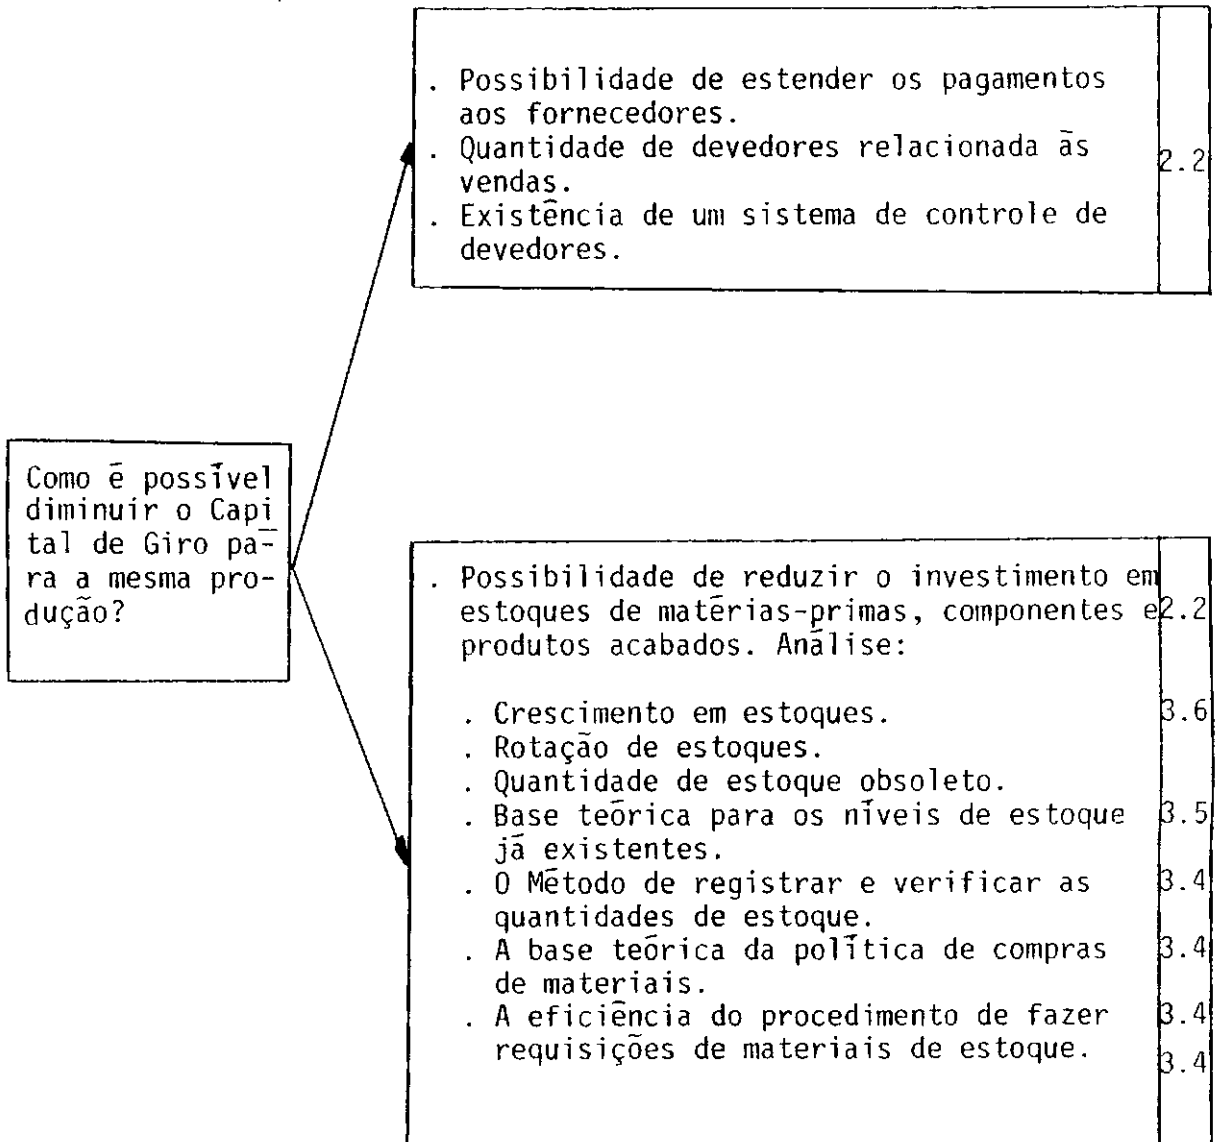 . Possibilidade de estender os pagamentos
aos fornecedores.
. Quantidade de devedores relacionada às
vendas.
. Existência de um sistema de controle de
devedores.
2.2
Como é possível
diminuir o Capi
tal de Giro pa-
ra a mesma pro-
dução?
. Possibilidade de reduzir o investimento em
estoques de matérias-primas, componentes e 2.2
produtos acabados. Análise:
. Crescimento em estoques. 3.6
. Rotação de estoques.
. Quantidade de estoque obsoleto.
. Base teórica para os níveis de estoque 3.5
já existentes.
. O Método de registrar e verificar as 3.4
quantidades de estoque.
. A base teórica da política de compras 3.4
de materiais.
. A eficiência do procedimento de fazer 3.4
requisições de materiais de estoque.
3.4